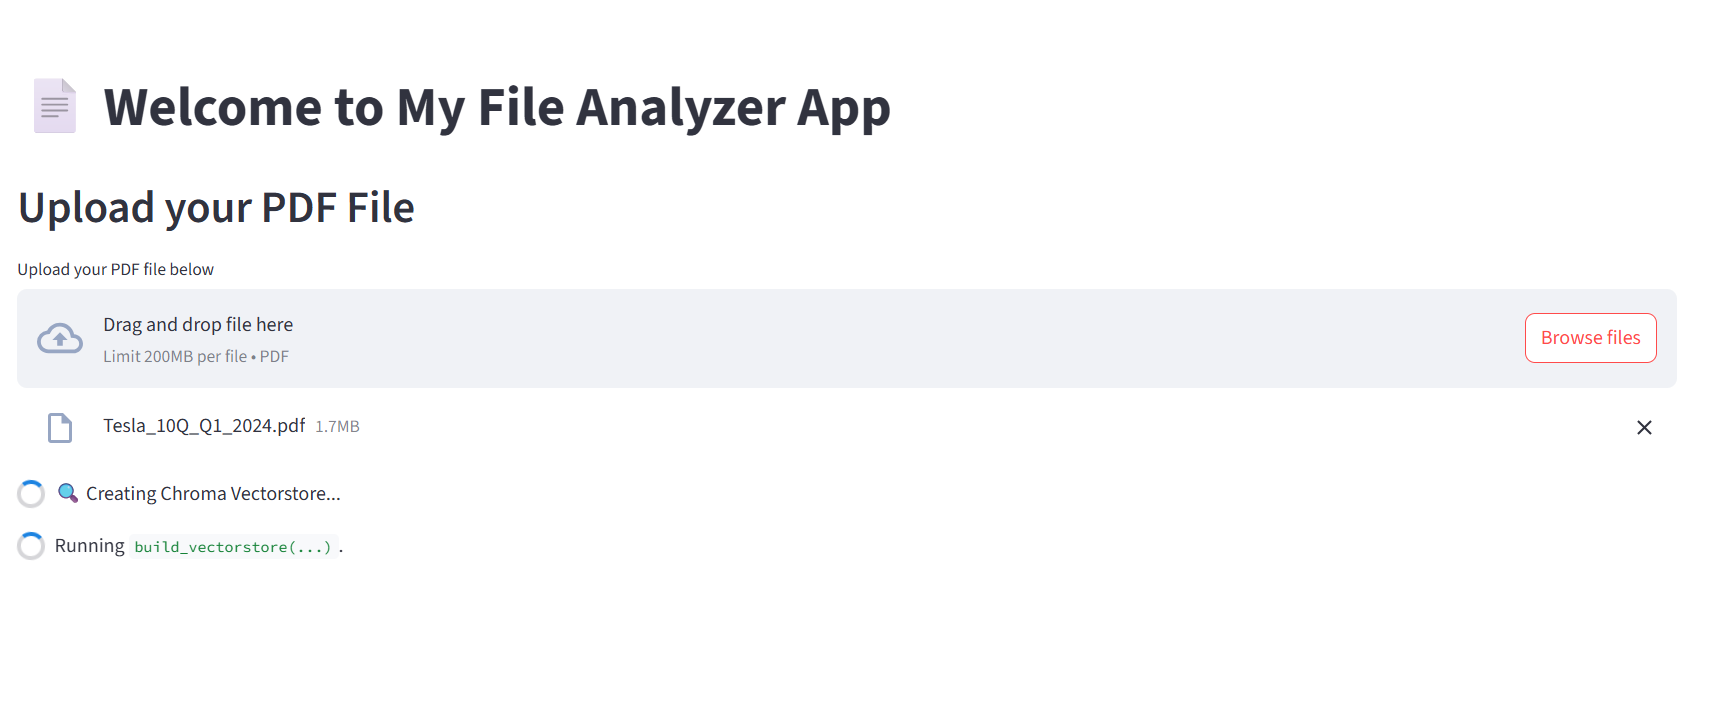 Welcome to My File Analyzer App
Upload your PDF File
Upload your PDF file below
Drag and drop file here
Limit 200MB per file • PDF
Browse files
Tesla_10Q_Q1_2024.pdf 1.7MB
Creating Chroma Vectorstore...
Running build_vectorstore(...).